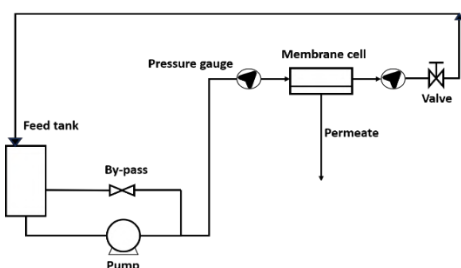 Membrane cell
Pressure gauge
Valve
Feed tank
Permeate
By-pass
Pump